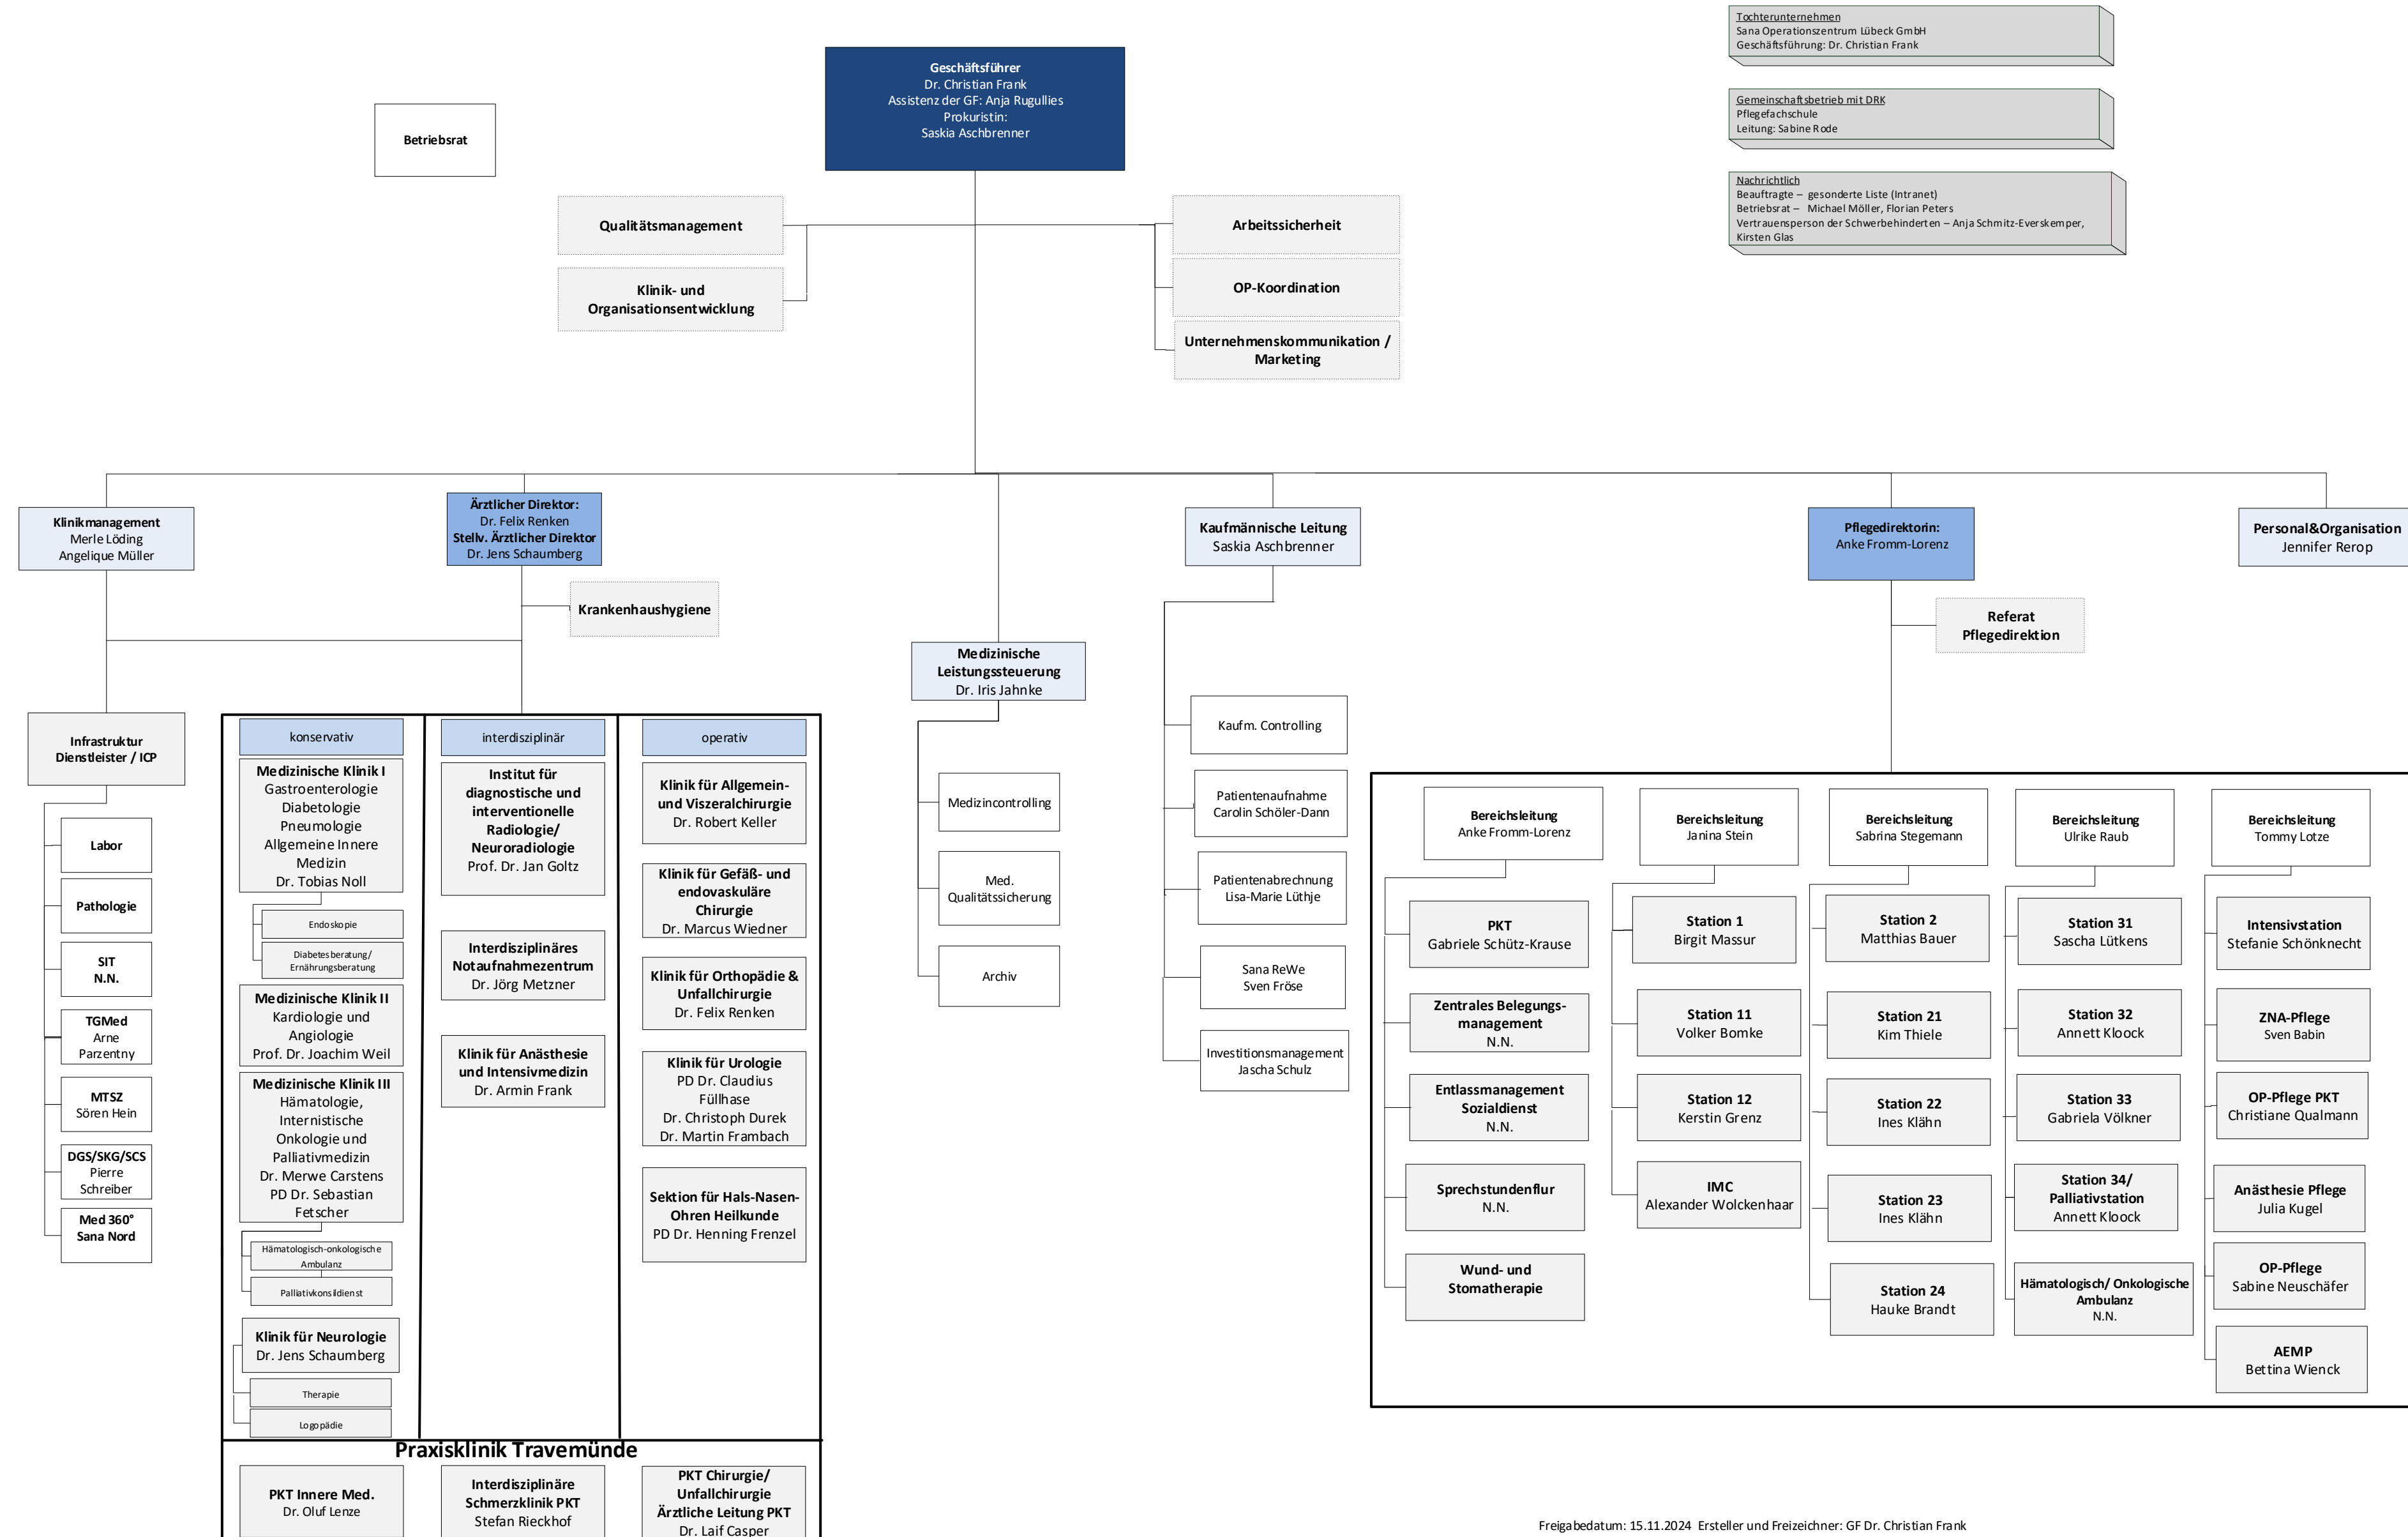 Tochterunternehmen
Sana Operationszentrum Lübeck GmbH
Geschäftsführung: Dr. Christian Frank
Geschäftsführer
Dr. Christian Frank
Assistenz der GF: Anja Rugullies
Prokuristin:
Saskia Aschbrenner
Gemeinschaftsbetrieb mit DRK
Pflegefachschule
Leitung: Sabine Rode
Betriebsrat
Nachrichtlich
Beauftragte – gesonderte Liste (Intranet)
Betriebsrat – Michael Möller, Florian Peters
Vertrauensperson der Schwerbehinderten – Anja Schmitz-Everskemper,
Kirsten Glas
Qualitätsmanagement
Klinik- und
Organisationsentwicklung
Arbeitssicherheit
OP-Koordination
Unternehmenskommunikation /
Marketing
Klinikmanagement
Merle Löding
Angelique Müller
Ärztlicher Direktor:
Dr. Felix Renken
Stellv. Ärztlicher Direktor
Dr. Jens Schaumberg
Kaufmännische Leitung
Saskia Aschbrenner
Pflegedirektorin:
Anke Fromm-Lorenz
Personal&Organisation
Jennifer Rerop
Krankenhaushygiene
Referat
Pflegedirektion
Medizinische
Leistungssteuerung
Dr. Iris Jahnke
Infrastruktur
Dienstleister / ICP
Labor
Pathologie
SIT
N.N.
TGMed
Arne
Parzentny
MTSZ
Sören Hein
DGS/SKG/SCS
Pierre
Schreiber
Med 360°
Sana Nord
konservativ
Medizinische Klinik I
Gastroenterologie
Diabetologie
Pneumologie
Allgemeine Innere
Medizin
Dr. Tobias Noll
Endoskopie
Diabetesberatung/
Ernährungsberatung
Medizinische Klinik II
Kardiologie und
Angiologie
Prof. Dr. Joachim Weil
Medizinische Klinik III
Hämatologie,
Internistische
Onkologie und
Palliativmedizin
Dr. Merwe Carstens
PD Dr. Sebastian
Fetscher
Hämatologisch-onkologische
Ambulanz
Palliativkonsildienst
Klinik für Neurologie
Dr. Jens Schaumberg
Therapie
Logopädie
interdisziplinär
Institut für
diagnostische und
interventionelle
Radiologie/
Neuroradiologie
Prof. Dr. Jan Goltz
Interdisziplinäres
Notaufnahmezentrum
Dr. Jörg Metzner
Klinik für Anästhesie
und Intensivmedizin
Dr. Armin Frank
operativ
Klinik für Allgemein-
und Viszeralchirurgie
Dr. Robert Keller
Klinik für Gefäß- und
endovaskuläre
Chirurgie
Dr. Marcus Wiedner
Klinik für Orthopädie &
Unfallchirurgie
Dr. Felix Renken
Klinik für Urologie
PD Dr. Claudius
Füllhase
Dr. Christoph Durek
Dr. Martin Frambach
Sektion für Hals-Nasen-
Ohren Heilkunde
PD Dr. Henning Frenzel
Praxisklinik Travemünde
PKT Innere Med.
Dr. Oluf Lenze
Interdisziplinäre
Schmerzklinik PKT
Stefan Rieckhof
PKT Chirurgie/
Unfallchirurgie
Ärztliche Leitung PKT
Dr. Laif Casper
Medizincontrolling
Med.
Qualitätssicherung
Archiv
Kaufm. Controlling
Patientenaufnahme
Carolin Schöler-Dann
Patientenabrechnung
Lisa-Marie Lüthje
Sana ReWe
Sven Fröse
Investitionsmanagement
Jascha Schulz
Bereichsleitung
Anke Fromm-Lorenz
PKT
Gabriele Schütz-Krause
Zentrales Belegungs-
management
N.N.
Entlassmanagement
Sozialdienst
N.N.
Sprechstundenflur
N.N.
Wund- und
Stomatherapie
Bereichsleitung
Janina Stein
Station 1
Birgit Massur
Station 11
Volker Bomke
Station 12
Kerstin Grenz
IMC
Alexander Wolckenhaar
Bereichsleitung
Sabrina Stegemann
Station 2
Matthias Bauer
Station 21
Kim Thiele
Station 22
Ines Klähn
Station 23
Ines Klähn
Station 24
Hauke Brandt
Bereichsleitung
Ulrike Raub
Station 31
Sascha Lütkens
Station 32
Annett Kloock
Station 33
Gabriela Völkner
Station 34/
Palliativstation
Annett Kloock
Hämatologisch/ Onkologische
Ambulanz
N.N.
Bereichsleitung
Tommy Lotze
Intensivstation
Stefanie Schönknecht
ZNA-Pflege
Sven Babin
OP-Pflege PKT
Christiane Qualmann
Anästhesie Pflege
Julia Kugel
OP-Pflege
Sabine Neuschäfer
AEMP
Bettina Wienck
Freigabedatum: 15.11.2024 Ersteller und Freizeichner: GF Dr. Christian Frank